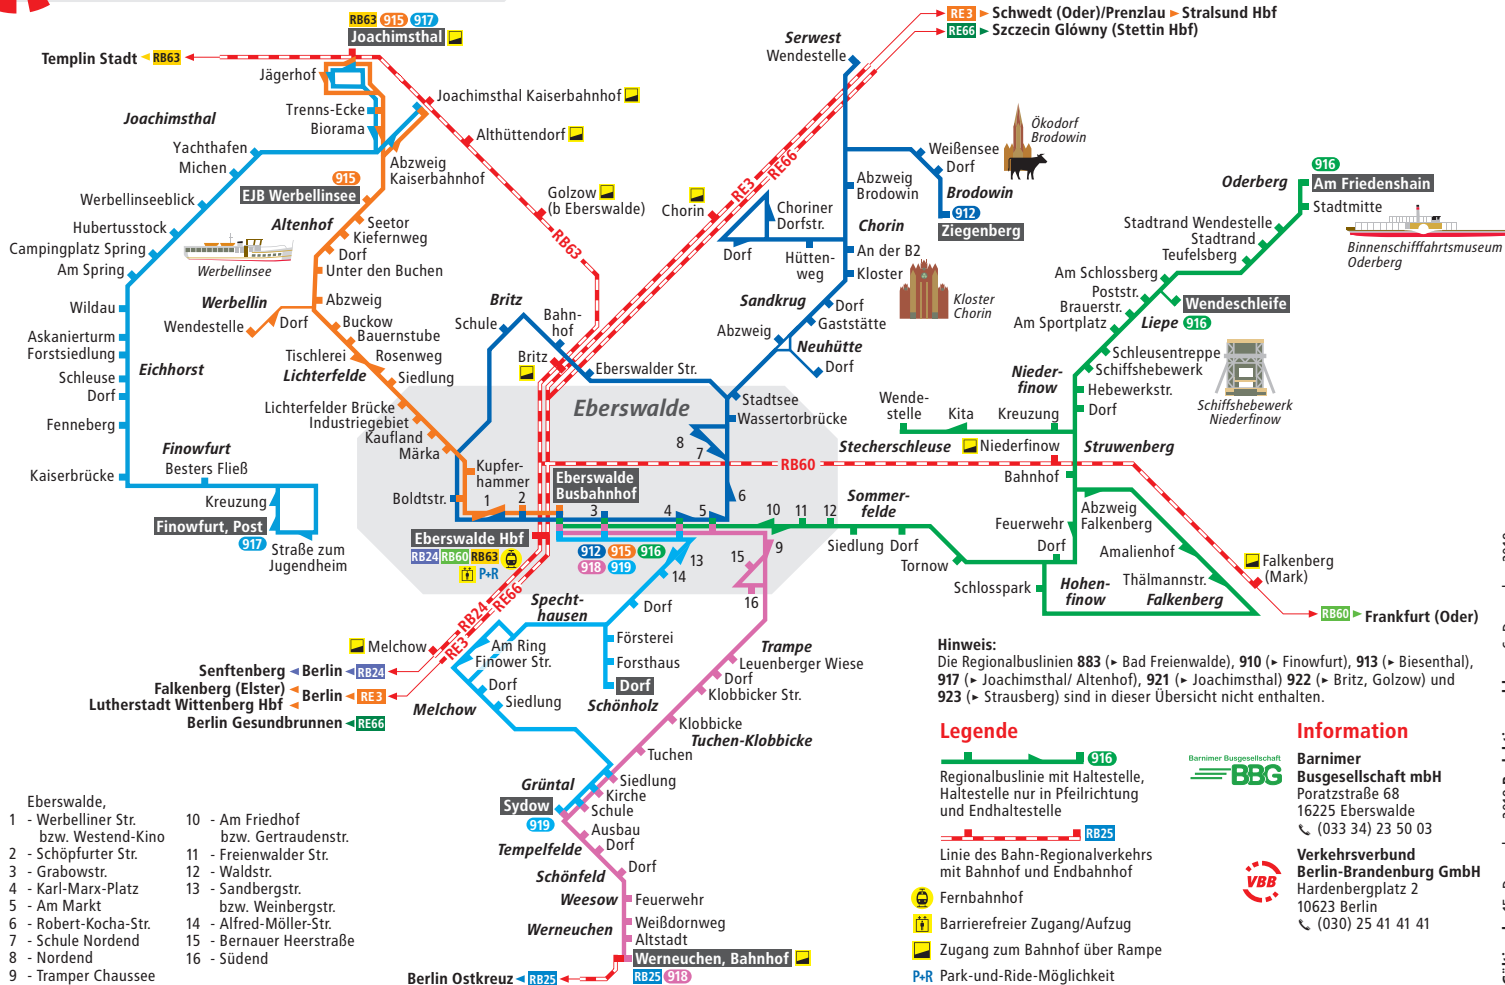 RB63 915 917
Joachimsthal
Templin Stadt RB63
Jägerhof
Trenns-Ecke
Biorama
Joachimsthal
Joachimsthal Kaiserbahnhof
Althüttendorf
Abzweig
Kaiserbahnhof
Golzow
(b Eberswalde)
RB63
Yachthafen
Michen
Werbellinseeblick
Hubertusstock
Campingplatz Spring
Am Spring
Wildau
Askanierturm
Forstsiedlung
Eichhorst
Schleuse
Dorf
Fenneberg
Kaiserbrücke
Finowfurt
Besters Fließ
Kreuzung
Finowfurt, Post
917
Straße zum
Jugendheim
915
EJB Werbellinsee
Altenhof
Seetor
Kiefernweg
Dorf
Unter den Buchen
Werbellinsee
Werbellin
Wendestelle
Dorf
Abzweig
Buckow
Bauernstube
Tischlerei
Rosenweg
Lichterfelde
Siedlung
Lichterfelder Brücke
Industriegebiet
Kaufland
Märka
Kupfer-
hammer
Boldtstr.
1
2
Britz
Schule
Bahn-
hof
Britz
Eberswalder Str.
Eberswalde
Eberswalde
Busbahnhof
Eberswalde Hbf
RB24 RB60 RB63
P+R
3
4
5
6
7
8
912 915 916
918 919
RE3 Schwedt (Oder)/Prenzlau Stralsund Hbf
RE66 Szczecin Glówny (Stettin Hbf)
RE3
RE66
Serwest
Wendestelle
Weißensee
Dorf
Brodowin
912
Ziegenberg
Ökodorf
Brodowin
Abzweig
Brodowin
Chorin
Chorin
Choriner
Dorfstr.
Dorf
Hütten-
weg
An der B2
Kloster
Kloster
Chorin
Sandkrug
Dorf
Gaststätte
Abzweig
Neuhütte
Dorf
Stadtsee
Wassertorbrücke
RB60
916
Oderberg
Am Friedenshain
Stadtmitte
Binnenschifffahrtsmuseum
Oderberg
Stadtrand Wendestelle
Stadtrand
Teufelsberg
Am Schlossberg
Poststr.
Brauerstr.
Am Sportplatz
Wendeschleife
Liepe 916
Schleusentreppe
Schiffshebewerk
Hebewerkstr.
Dorf
Nieder-
finow
Schiffshebewerk
Niederfinow
Wende-
stelle
Kita
Kreuzung
Stecherschleuse
Niederfinow
Struwenberg
Bahnhof
Abzweig
Falkenberg
Feuerwehr
Amalienhof
Dorf
Thälmannstr.
Falkenberg
Falkenberg
(Mark)
Schlosspark
Hohen-
finow
RB60 Frankfurt (Oder)
Sommer-
felde
10
11
12
Siedlung
Dorf
Tornow
9
13
14
15
16
Specht-
hausen
Dorf
Försterei
Forsthaus
Dorf
Schönholz
RB24
RE66
RE3
Melchow
Senftenberg Berlin RB24
Falkenberg (Elster)
Lutherstadt Wittenberg Hbf
Berlin RE3
Berlin Gesundbrunnen RE66
Am Ring
Finower Str.
Dorf
Siedlung
Melchow
Trampe
Leuenberger Wiese
Dorf
Klobbicker Str.
Klobbicke
Tuchen-Klobbicke
Tuchen
Siedlung
Kirche
Schule
Grüntal
Sydow
919
Ausbau
Dorf
Tempelfelde
Dorf
Schönfeld
Weesow
Feuerwehr
Werneuchen
Weißdornweg
Altstadt
Werneuchen, Bahnhof
RB25 918
Berlin Ostkreuz RB25
Eberswalde,
1 - Werbelliner Str.
bzw. Westend-Kino
2 - Schöpfurter Str.
3 - Grabowstr.
4 - Karl-Marx-Platz
5 - Am Markt
6 - Robert-Kocha-Str.
7 - Schule Nordend
8 - Nordend
9 - Tramper Chaussee
10 - Am Friedhof
bzw. Gertraudenstr.
11 - Freienwalder Str.
12 - Waldstr.
13 - Sandbergstr.
bzw. Weinbergstr.
14 - Alfred-Möller-Str.
15 - Bernauer Heerstraße
16 - Südend
Hinweis:
Die Regionalbuslinien 883 (▸ Bad Freienwalde), 910 (▸ Finowfurt), 913 (▸ Biesenthal),
917 (▸ Joachimsthal/ Altenhof), 921 (▸ Joachimsthal) 922 (▸ Britz, Golzow) und
923 (▸ Strausberg) sind in dieser Übersicht nicht enthalten.
Legende
916
Regionalbuslinie mit Haltestelle,
Haltestelle nur in Pfeilrichtung
und Endhaltestelle
RB25
Linie des Bahn-Regionalverkehrs
mit Bahnhof und Endbahnhof
Fernbahnhof
Barrierefreier Zugang/Aufzug
Zugang zum Bahnhof über Rampe
P+R Park-und-Ride-Möglichkeit
Information
Barnimer Busgesellschaft
BBG
Barnimer
Busgesellschaft mbH
Poratzstraße 68
16225 Eberswalde
(033 34) 23 50 03
VBB
Verkehrsverbund
Berlin-Brandenburg GmbH
Hardenbergplatz 2
10623 Berlin
(030) 25 41 41 41